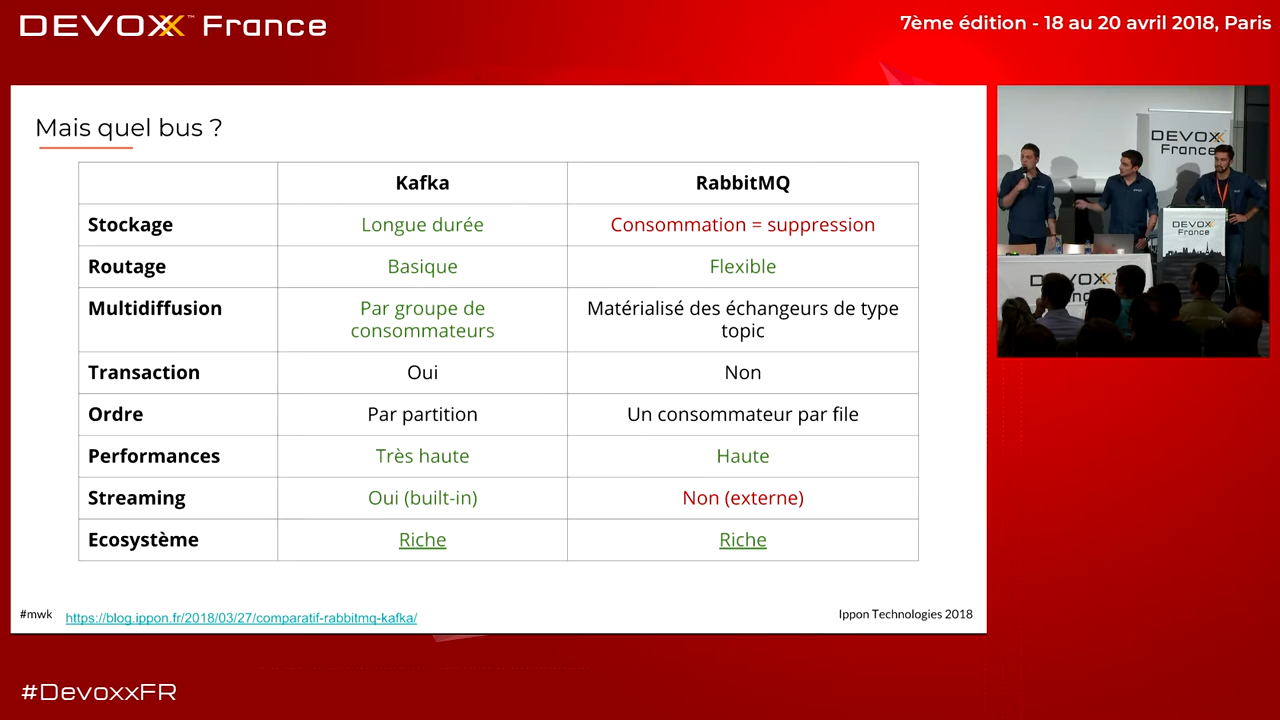 DEVOXX™ France
7ème édition - 18 au 20 avril 2018, Paris
Mais quel bus ?
Kafka RabbitMQ
Stockage Longue durée Consommation = suppression
Routage Basique Flexible
Multidiffusion Par groupe de consommateurs Matérialisé des échangeurs de type topic
Transaction Oui Non
Ordre Par partition Un consommateur par file
Performances Très haute Haute
Streaming Oui (built-in) Non (externe)
Ecosystème Riche Riche
#mwk https://blog.ippon.fr/2018/03/27/comparatif-rabbitmq-kafka/ Ippon Technologies 2018
DEVOXX
France
DEVOXX
France
DEVOXX
#DevoxxFR